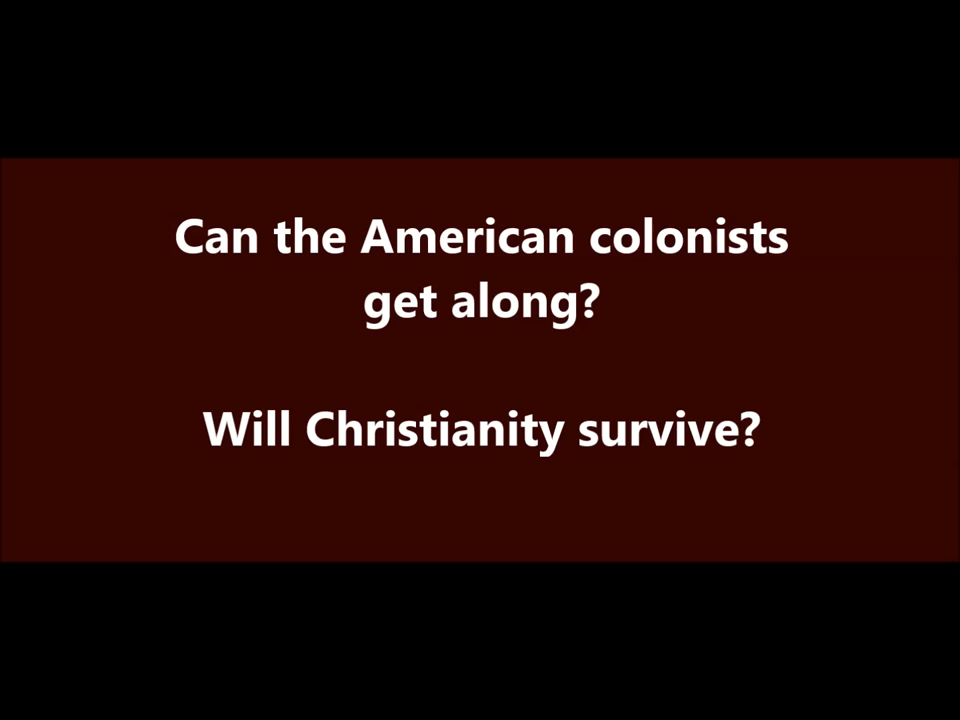 Can the American colonists
get along?
Will Christianity survive?